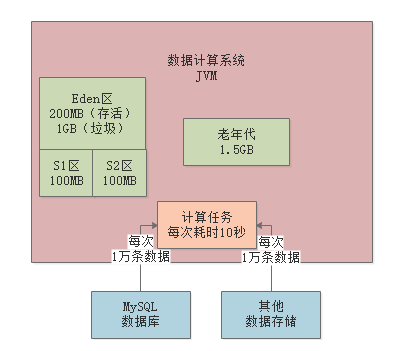 数据计算系统
JVM
Eden区
200MB（存活）
1GB（垃圾）
S1区
100MB
S2区
100MB
老年代
1.5GB
计算任务
每次耗时10秒
每次
1万条数据
每次
1万条数据
MySQL
数据库
其他
数据存储